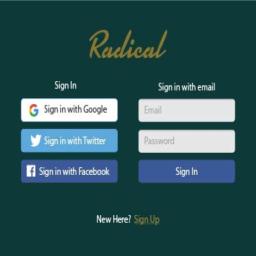 Radical
Sign In
Sign in with Google
Sign in with Twitter
Sign in with Facebook
Sign in with email
Email
Password
Sign In
New Here? Sign Up